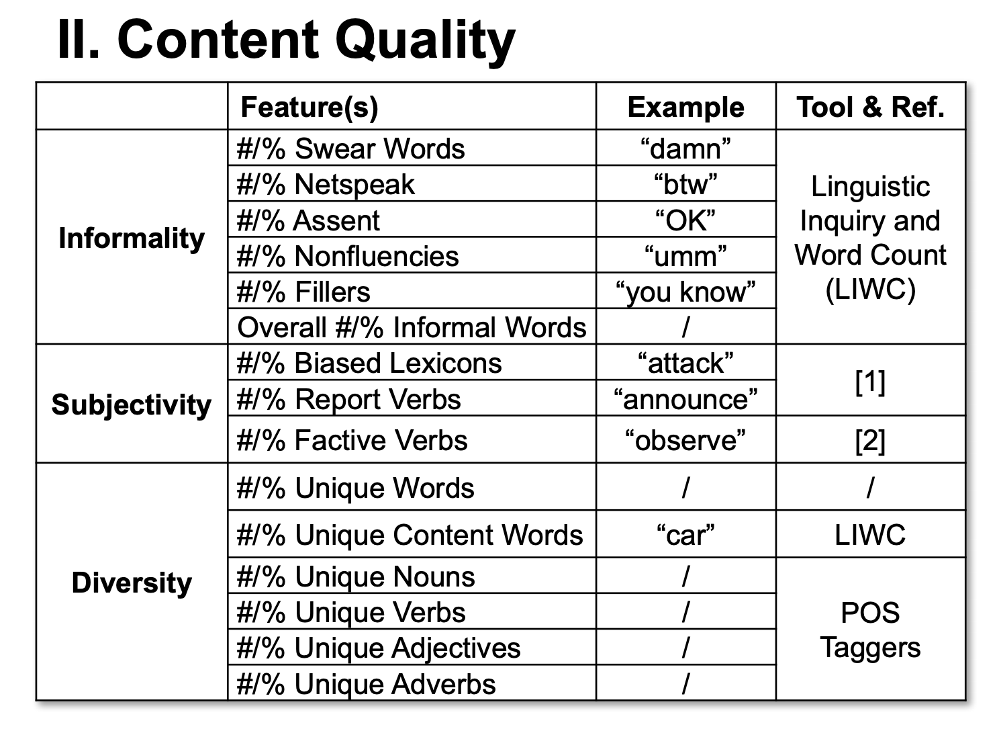 II. Content Quality
Feature(s) Example Tool & Ref.
Informality
#/% Swear Words “damn”
#/% Netspeak “btw”
#/% Assent “OK”
#/% Nonfluencies “umm”
#/% Fillers “you know”
Overall #/% Informal Words /
Linguistic
Inquiry and
Word Count
(LIWC)
Subjectivity
#/% Biased Lexicons “attack”
#/% Report Verbs “announce”
[1]
#/% Factive Verbs “observe” [2]
Diversity
#/% Unique Words / /
#/% Unique Content Words “car” LIWC
#/% Unique Nouns /
#/% Unique Verbs /
#/% Unique Adjectives /
#/% Unique Adverbs /
POS
Taggers